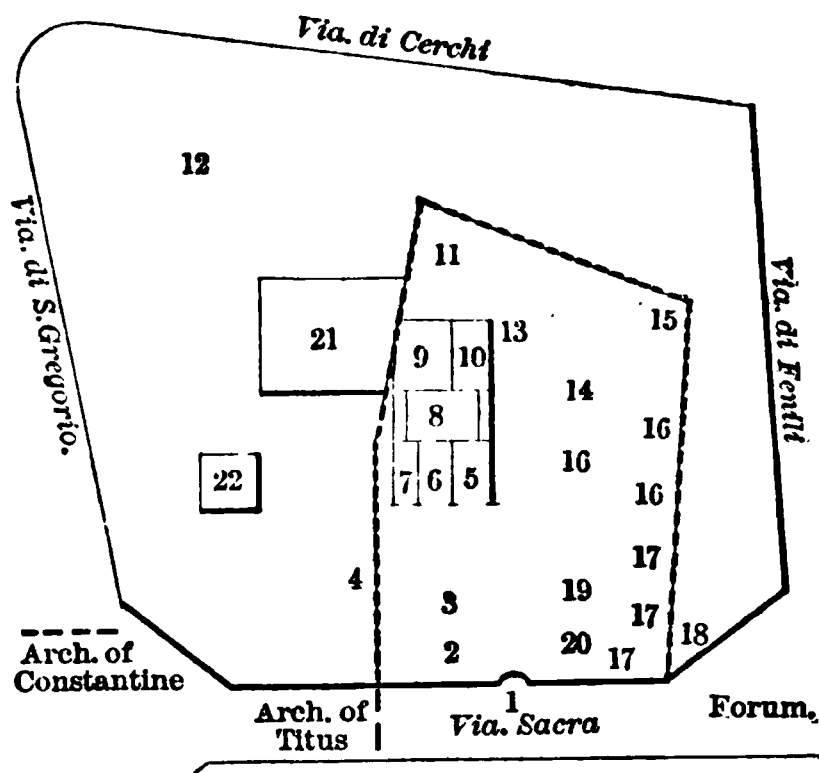 Via. di Cerchi
12
Via. di S. Gregorio.
11
Via. di Fenili
21
13
15
9
10
14
8
16
16
22
7
6
5
16
17
4
3
19
17
18
2
20
17
Arch. of
Constantine
1
Arch. of
Titus
Via. Sacra
Forum.